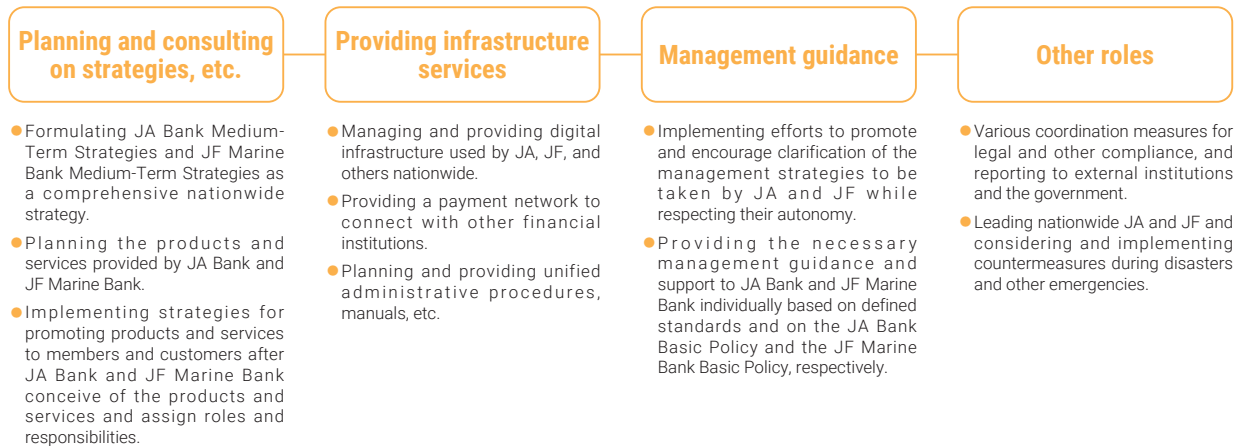 Planning and consulting
on strategies, etc.
● Formulating JA Bank Medium-
Term Strategies and JF Marine
Bank Medium-Term Strategies as
a comprehensive nationwide
strategy.
● Planning the products and
services provided by JA Bank and
JF Marine Bank.
● Implementing strategies for
promoting products and services
to members and customers after
JA Bank and JF Marine Bank
conceive of the products and
services and assign roles and
responsibilities.
Providing infrastructure
services
● Managing and providing digital
infrastructure used by JA, JF, and
others nationwide.
● Providing a payment network to
connect with other financial
institutions.
● Planning and providing unified
administrative procedures,
manuals, etc.
Management guidance
● Implementing efforts to promote
and encourage clarification of the
management strategies to be
taken by JA and JF while
respecting their autonomy.
● Providing the necessary
management guidance and
support to JA Bank and JF Marine
Bank individually based on defined
standards and on the JA Bank
Basic Policy and the JF Marine
Bank Basic Policy, respectively.
Other roles
● Various coordination measures for
legal and other compliance, and
reporting to external institutions
and the government.
● Leading nationwide JA and JF and
considering and implementing
countermeasures during disasters
and other emergencies.